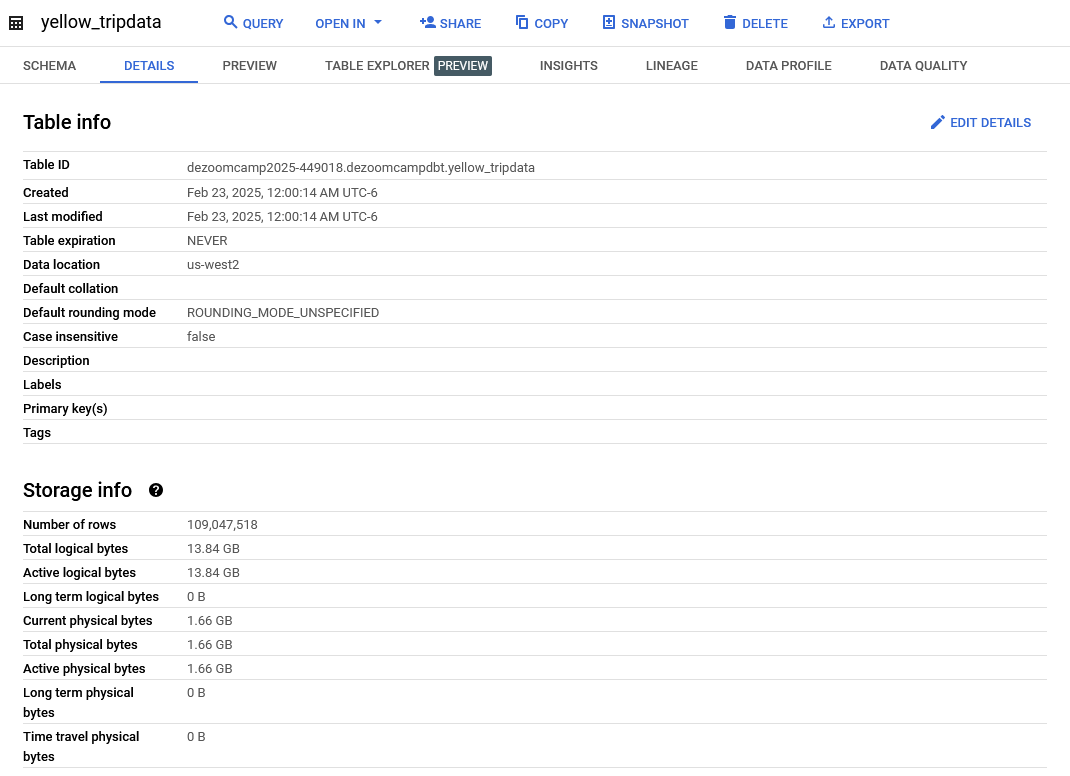 yellow_tripdata QUERY OPEN IN SHARE COPY SNAPSHOT DELETE EXPORT
SCHEMA DETAILS PREVIEW TABLE EXPLORER PREVIEW INSIGHTS LINEAGE DATA PROFILE DATA QUALITY
Table info EDIT DETAILS
Table ID dezoomcamp2025-449018.dezoomcampdbt.yellow_tripdata
Created Feb 23, 2025, 12:00:14 AM UTC-6
Last modified Feb 23, 2025, 12:00:14 AM UTC-6
Table expiration NEVER
Data location us-west2
Default collation
Default rounding mode ROUNDING_MODE_UNSPECIFIED
Case insensitive false
Description
Labels
Primary key(s)
Tags
Storage info ?
Number of rows 109,047,518
Total logical bytes 13.84 GB
Active logical bytes 13.84 GB
Long term logical bytes 0 B
Current physical bytes 1.66 GB
Total physical bytes 1.66 GB
Active physical bytes 1.66 GB
Long term physical 0 B
bytes
Time travel physical 0 B
bytes